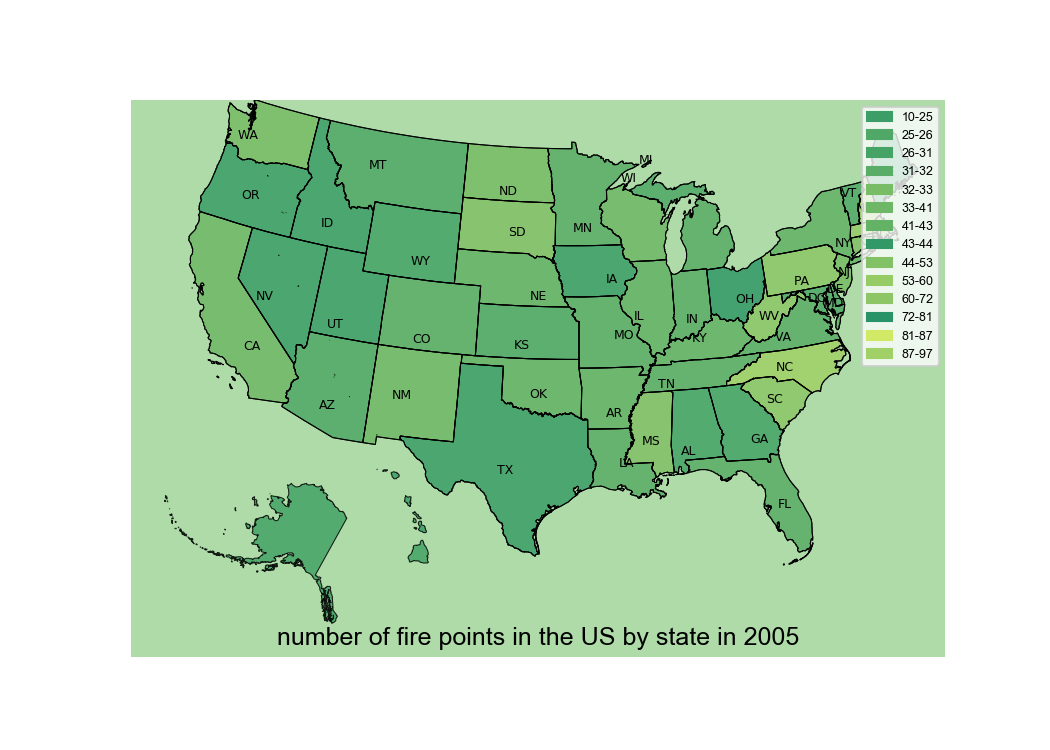 WA
MT
ND
MN
WI
MI
VT
OR
ID
SD
WY
NY
NV
UT
CO
NE
IA
IL
IN
OH
PA
DE
DC
MD
CA
KS
MO
KY
WV
VA
AZ
NM
OK
AR
TN
NC
SC
TX
LA
MS
AL
GA
FL
10-25
25-26
26-31
31-32
32-33
33-41
41-43
43-44
44-53
53-60
60-72
72-81
81-87
87-97
number of fire points in the US by state in 2005